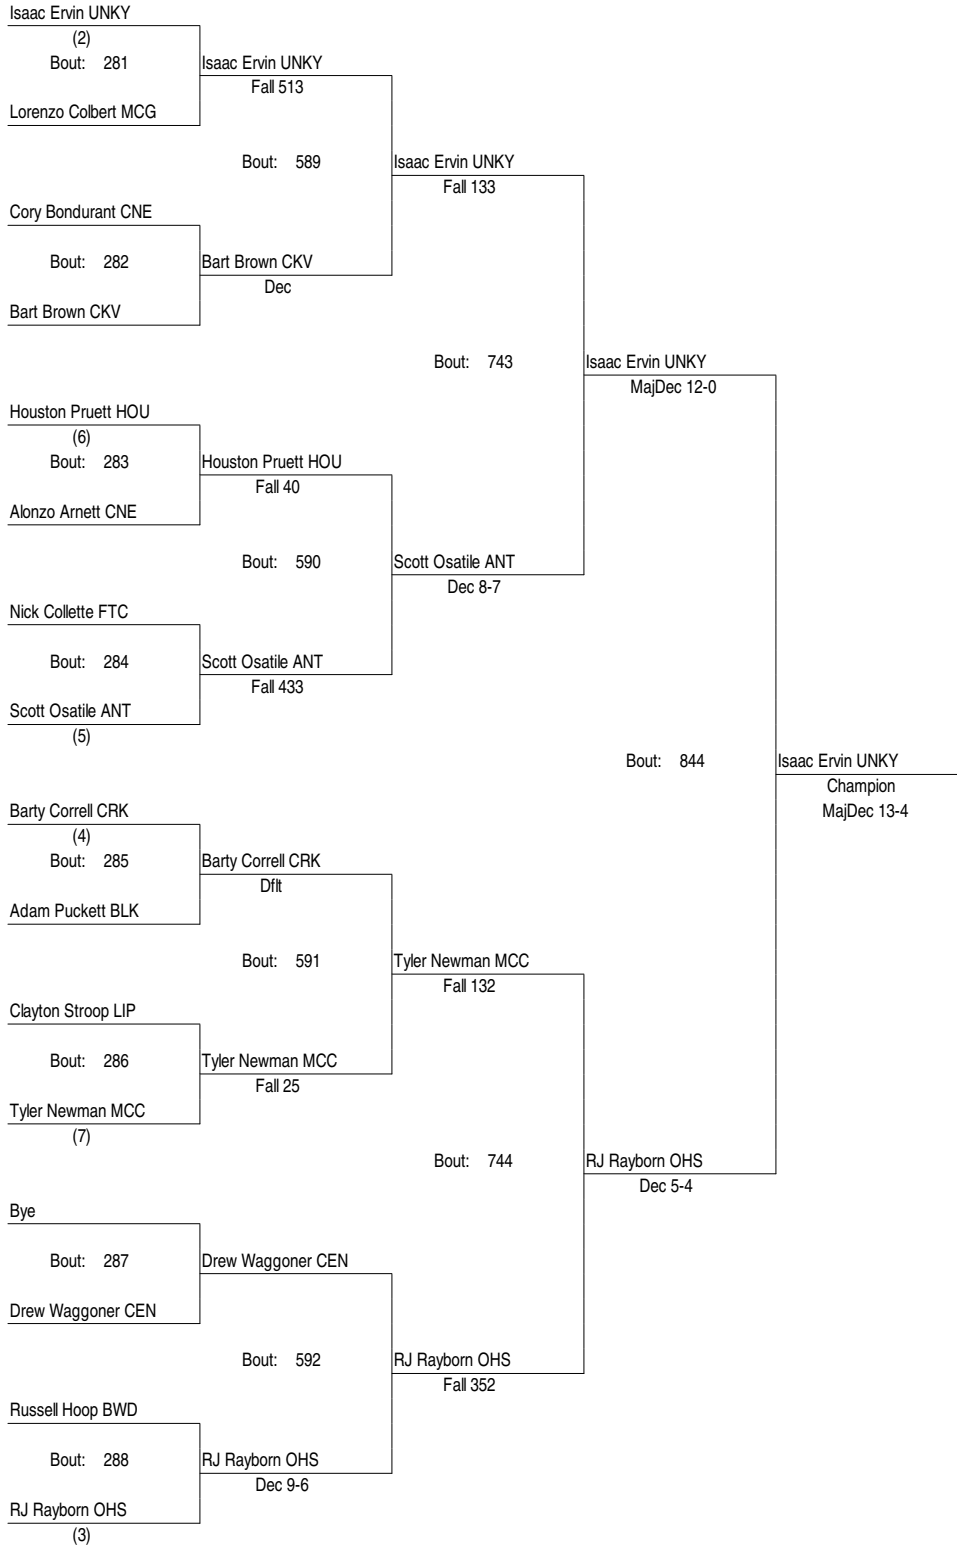 Isaac Ervin UNKY
(2)
Bout: 281
Isaac Ervin UNKY
Fall 513
Lorenzo Colbert MCG
Bout: 589
Isaac Ervin UNKY
Fall 133
Cory Bondurant CNE
Bout: 282
Bart Brown CKV
Dec
Bart Brown CKV
Bout: 743
Isaac Ervin UNKY
MajDec 12-0
Houston Pruett HOU
(6)
Bout: 283
Houston Pruett HOU
Fall 40
Alonzo Arnett CNE
Bout: 590
Scott Osatile ANT
Dec 8-7
Nick Collette FTC
Bout: 284
Scott Osatile ANT
Fall 433
Scott Osatile ANT
(5)
Bout: 844
Isaac Ervin UNKY
Champion
MajDec 13-4
Barty Correll CRK
(4)
Bout: 285
Barty Correll CRK
Dflt
Adam Puckett BLK
Bout: 591
Tyler Newman MCC
Fall 132
Clayton Stroop LIP
Bout: 286
Tyler Newman MCC
Fall 25
Tyler Newman MCC
(7)
Bout: 744
RJ Rayborn OHS
Dec 5-4
Bye
Bout: 287
Drew Waggoner CEN
Drew Waggoner CEN
Bout: 592
RJ Rayborn OHS
Fall 352
Russell Hoop BWD
Bout: 288
RJ Rayborn OHS
Dec 9-6
RJ Rayborn OHS
(3)